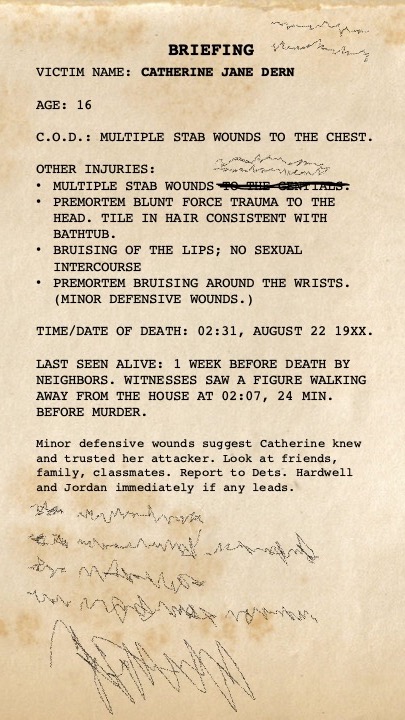 BRIEFING
VICTIM NAME: CATHERINE JANE DERN
AGE: 16
C.O.D.: MULTIPLE STAB WOUNDS TO THE CHEST.
OTHER INJURIES:
• MULTIPLE STAB WOUNDS TO THE GENTIALS.
• PREMORTEM BLUNT FORCE TRAUMA TO THE
HEAD. TILE IN HAIR CONSISTENT WITH
BATHTUB.
• BRUISING OF THE LIPS; NO SEXUAL
INTERCOURSE
• PREMORTEM BRUISING AROUND THE WRISTS.
(MINOR DEFENSIVE WOUNDS.)
TIME/DATE OF DEATH: 02:31, AUGUST 22 19XX.
LAST SEEN ALIVE: 1 WEEK BEFORE DEATH BY
NEIGHBORS. WITNESSES SAW A FIGURE WALKING
AWAY FROM THE HOUSE AT 02:07, 24 MIN.
BEFORE MURDER.
Minor defensive wounds suggest Catherine knew
and trusted her attacker. Look at friends,
family, classmates. Report to Dets. Hardwell
and Jordan immediately if any leads.